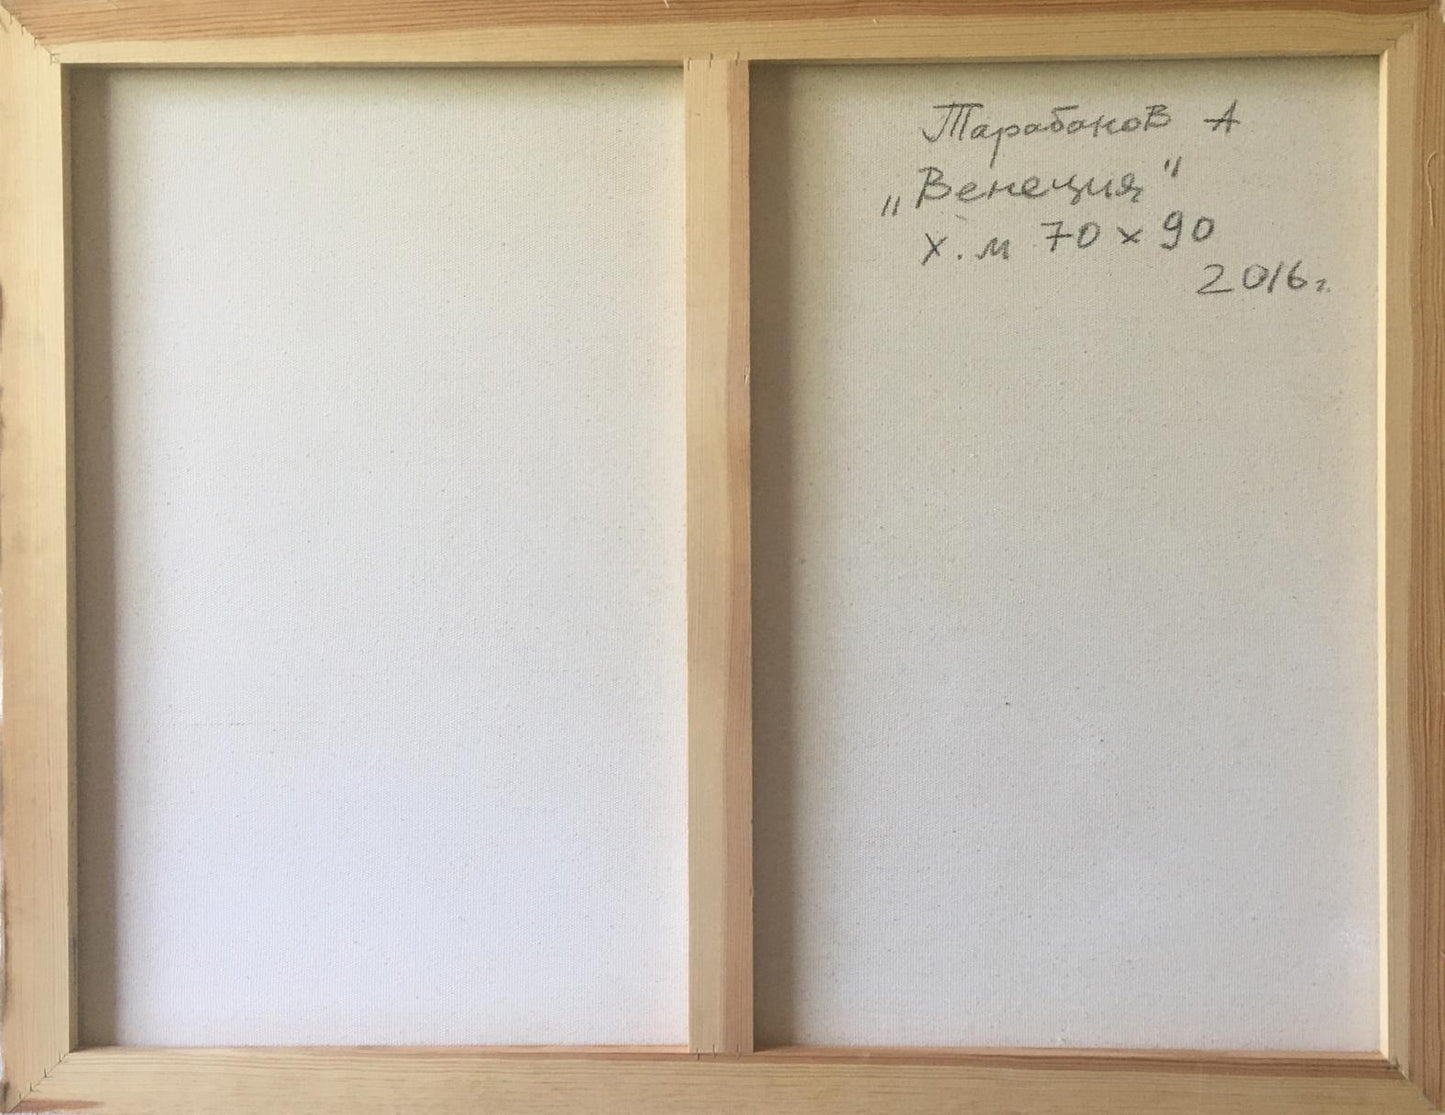 Тарабанов А
„Венеция"
х.м 70 х 90
2016г.